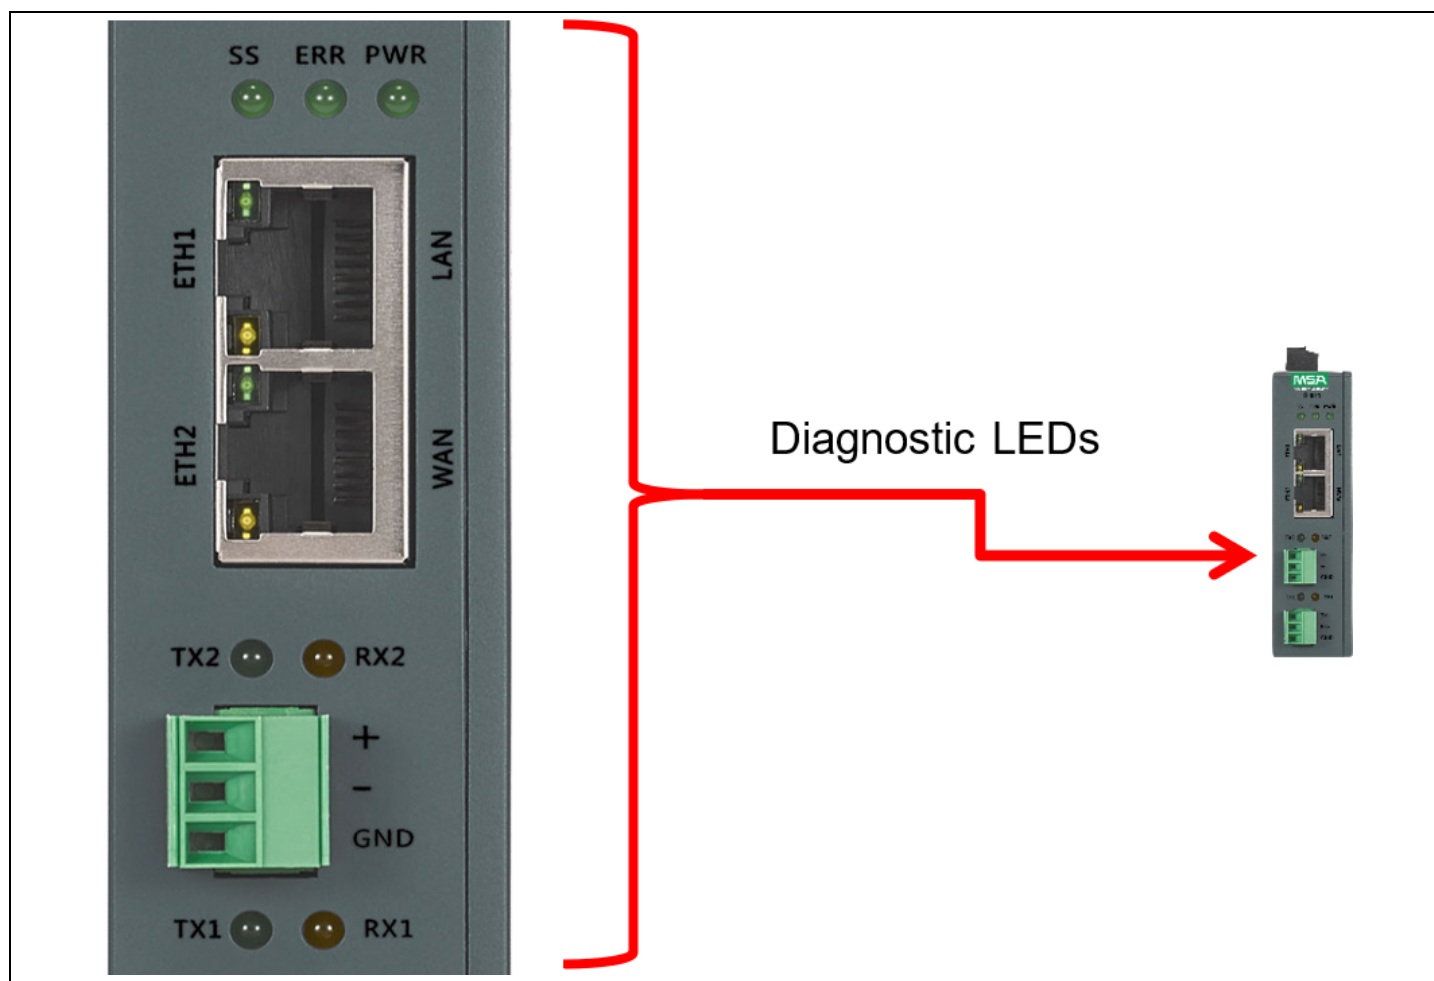 SS ERR PWR
ETH1
LAN
ETH2
WAN
TX2 RX2
+
-
GND
TX1 RX1
Diagnostic LEDs
MSA